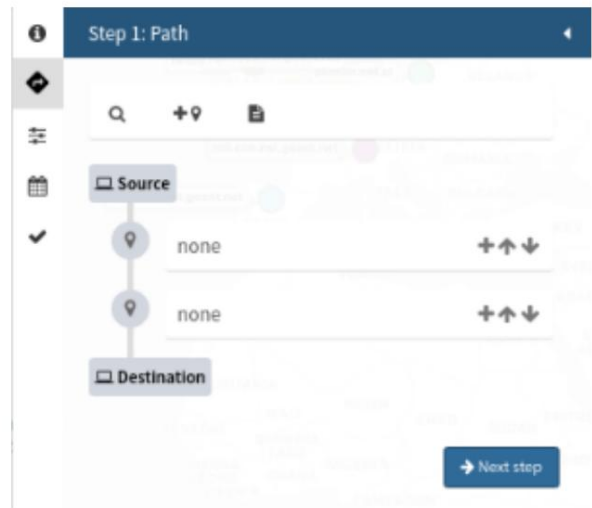 Step 1: Path
Source
none
none
Destination
Next step